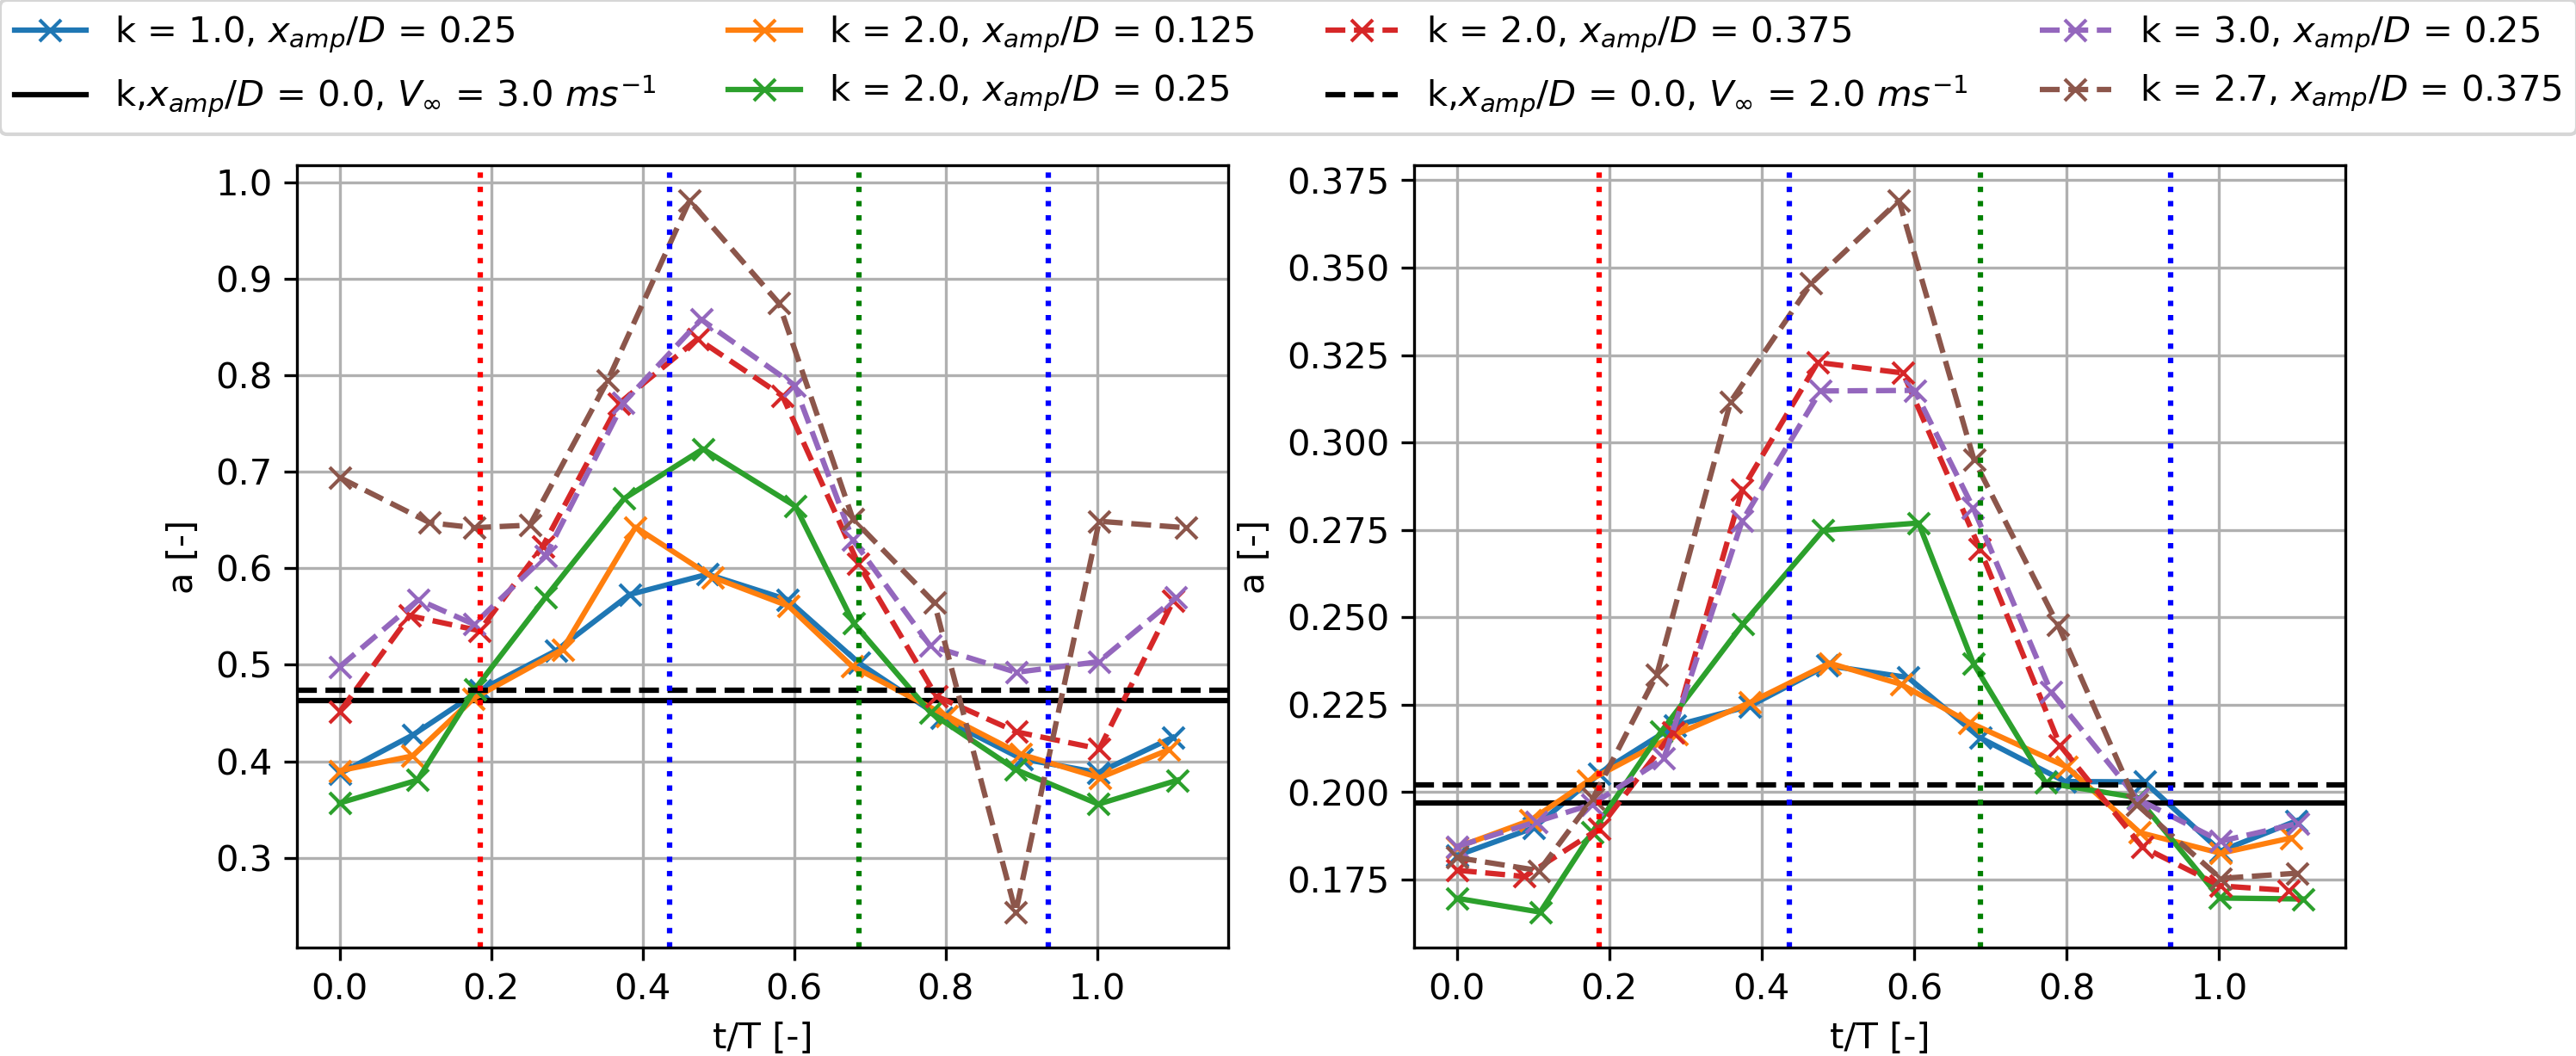 k = 1.0, x_amp/D = 0.25
k,x_amp/D = 0.0, V_∞ = 3.0 ms⁻¹
k = 2.0, x_amp/D = 0.125
k = 2.0, x_amp/D = 0.25
k = 2.0, x_amp/D = 0.375
k,x_amp/D = 0.0, V_∞ = 2.0 ms⁻¹
k = 3.0, x_amp/D = 0.25
k = 2.7, x_amp/D = 0.375
1.0
0.9
0.8
0.7
0.6
0.5
0.4
0.3
a [-]
0.0 0.2 0.4 0.6 0.8 1.0
t/T [-]
0.375
0.350
0.325
0.300
0.275
0.250
0.225
0.200
0.175
a [-]
0.0 0.2 0.4 0.6 0.8 1.0
t/T [-]